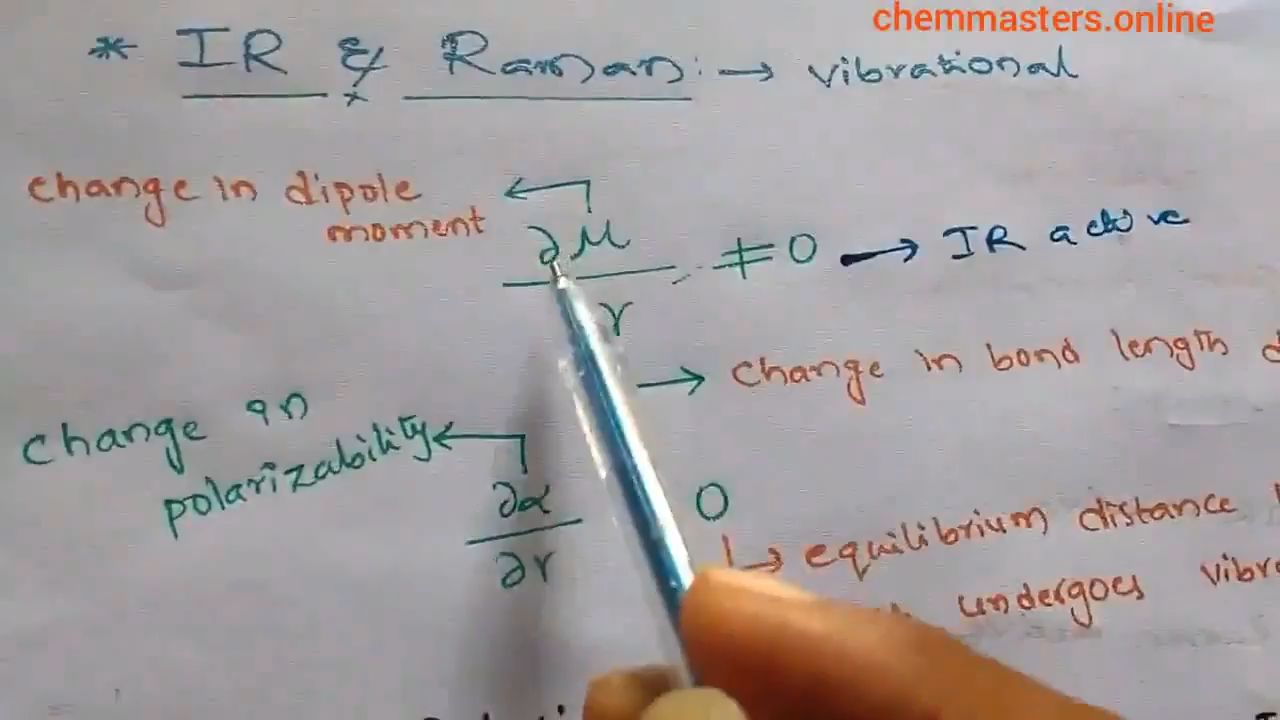 chemmasters.online
* IR & Raman : → vibrational
change in dipole
moment
∂μ
r
≠ 0 → IR active
→ change in bond length
change in
polarizability
∂α
∂r
0
↳ equilibrium distance
undergoes